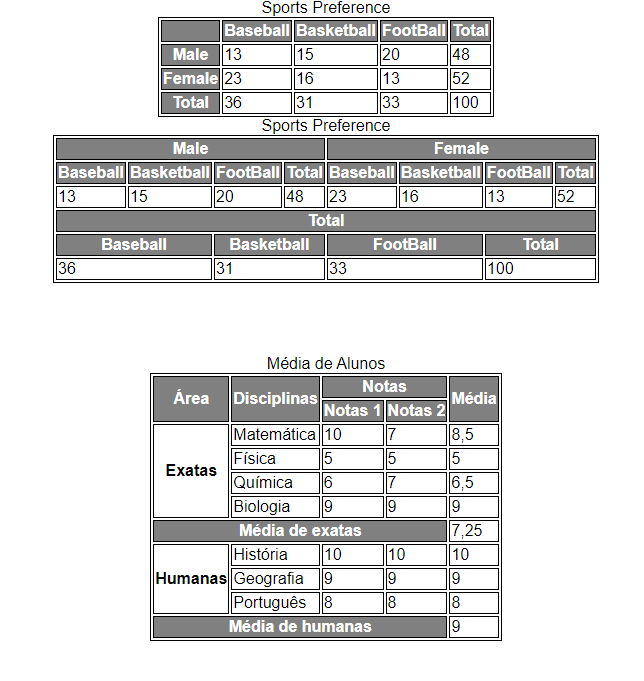 Sports Preference
Baseball Basketball FootBall Total
Male 13 15 20 48
Female 23 16 13 52
Total 36 31 33 100
Sports Preference
Male Female
Baseball Basketball FootBall Total Baseball Basketball FootBall Total
13 15 20 48 23 16 13 52
Total
Baseball Basketball FootBall Total
36 31 33 100
Média de Alunos
Área Disciplinas Notas Média
Notas 1 Notas 2
Exatas Matemática 10 7 8,5
Física 5 5 5
Química 6 7 6,5
Biologia 9 9 9
Média de exatas 7,25
Humanas História 10 10 10
Geografia 9 9 9
Português 8 8 8
Média de humanas 9